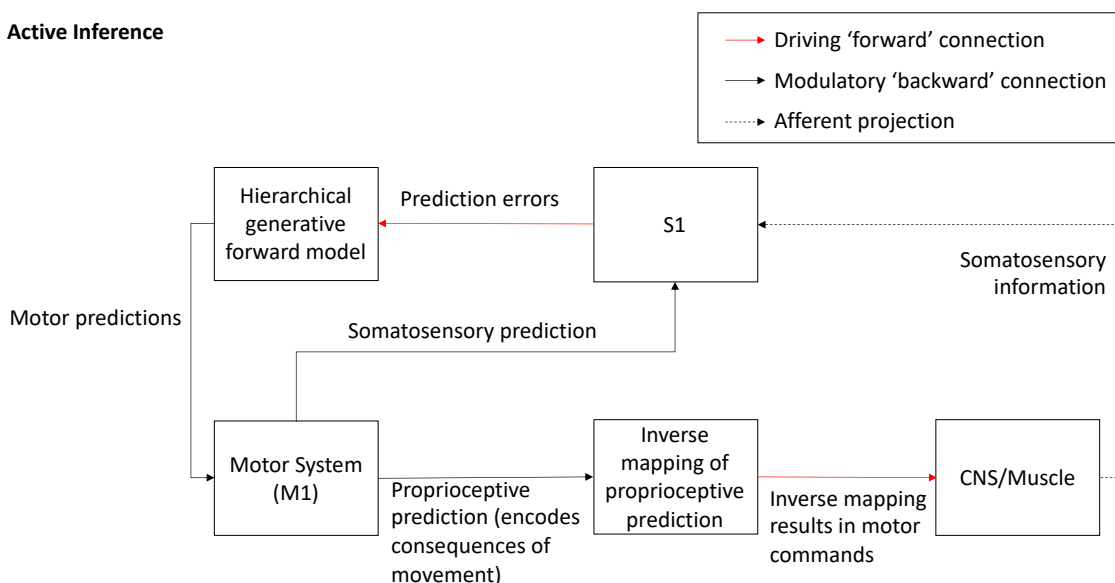 Active Inference
Driving ‘forward’ connection
Modulatory ‘backward’ connection
Afferent projection
Hierarchical
generative
forward model
Prediction errors
S1
Somatosensory
information
Motor predictions
Somatosensory prediction
Motor System
(M1)
Proprioceptive
prediction (encodes
consequences of
movement)
Inverse
mapping of
proprioceptive
prediction
Inverse mapping
results in motor
commands
CNS/Muscle